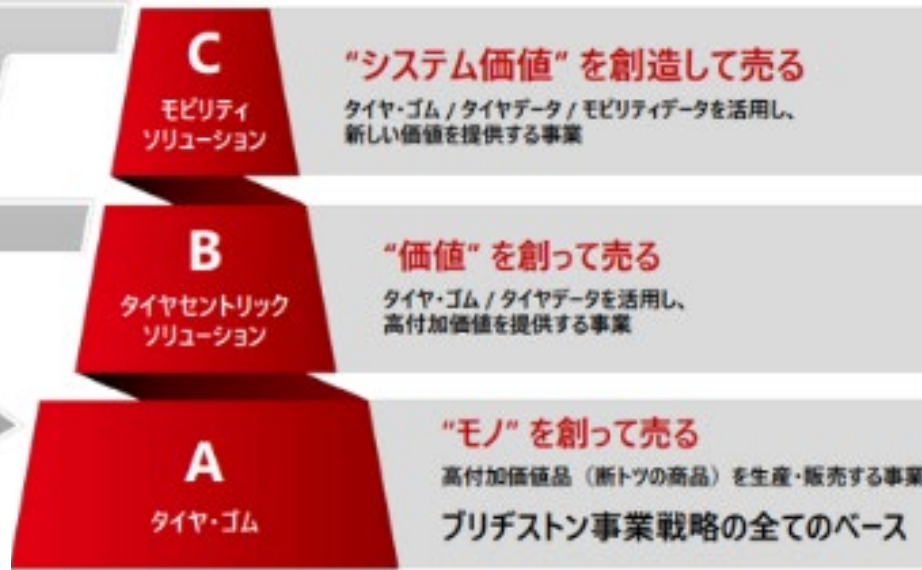 C
モビリティ
ソリューション
“システム価値” を創造して売る
タイヤ・ゴム / タイヤデータ / モビリティデータを活用し、
新しい価値を提供する事業
B
タイヤセントリック
ソリューション
“価値” を創って売る
タイヤ・ゴム / タイヤデータを活用し、
高付加価値を提供する事業
A
タイヤ・ゴム
“モノ” を創って売る
高付加価値品（断トツの商品）を生産・販売する事業
ブリヂストン事業戦略の全てのベース